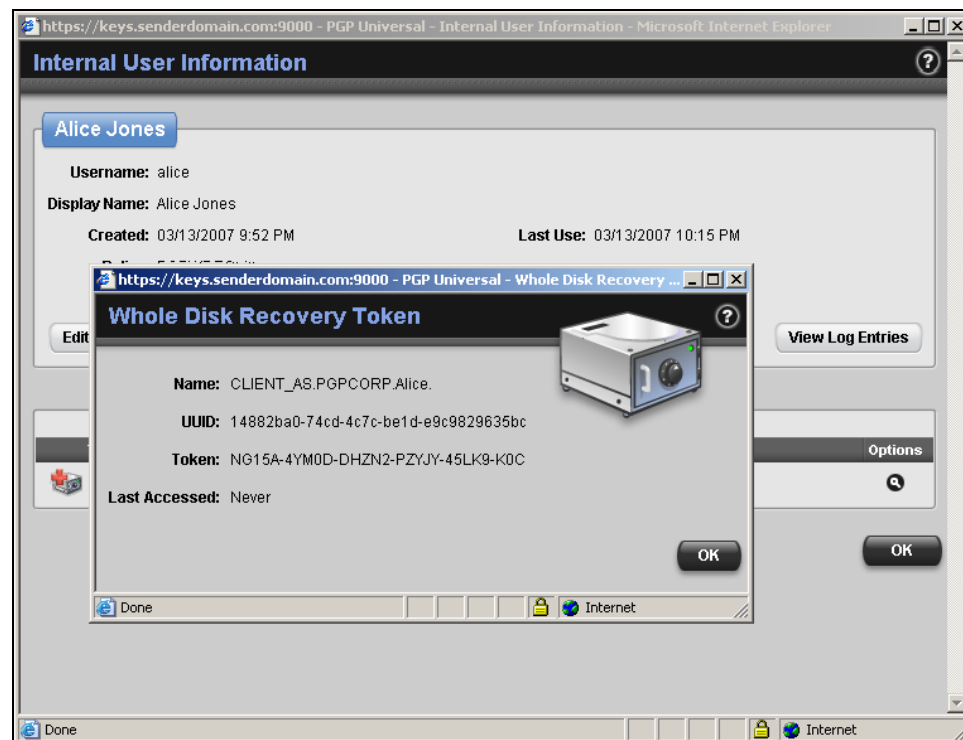 https://keys.senderdomain.com:9000 - PGP Universal - Internal User Information - Microsoft Internet Explorer
Internal User Information
?
Alice Jones
Username: alice
Display Name: Alice Jones
Created: 03/13/2007 9:52 PM Last Use: 03/13/2007 10:15 PM
https://keys.senderdomain.com:9000 - PGP Universal - Whole Disk Recovery ...
Whole Disk Recovery Token
?
Edit
View Log Entries
Name: CLIENT_AS.PGPCORP.Alice.
UUID: 14882ba0-74cd-4c7c-be1d-e9c9829635bc
Token: NG15A-4YM0D-DHZN2-PZYJY-45LK9-K0C
Options
Last Accessed: Never
OK
OK
Done Internet
Done Internet